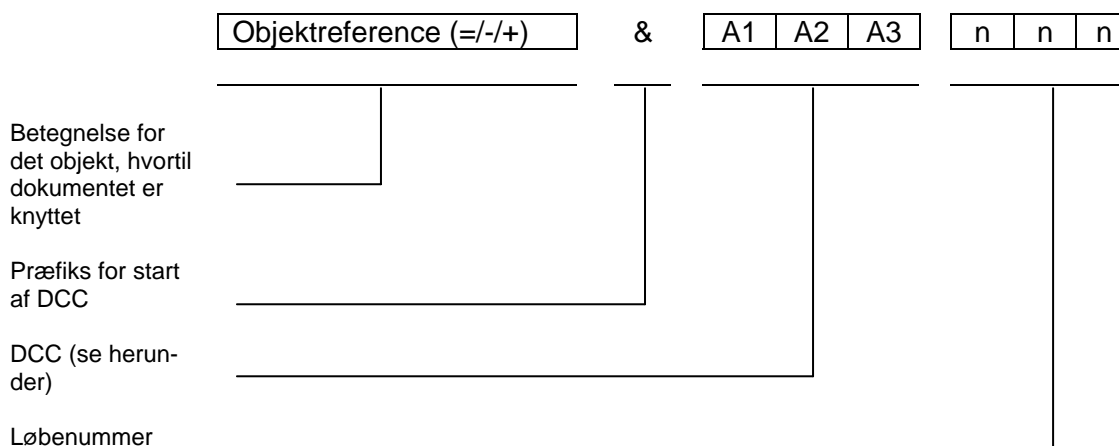 Objektreference (=/-/+) & A1 A2 A3 n n n
Betegnelse for
det objekt, hvortil
dokumentet er
knyttet
Præfiks for start
af DCC
DCC (se herun-
der)
Løbenummer